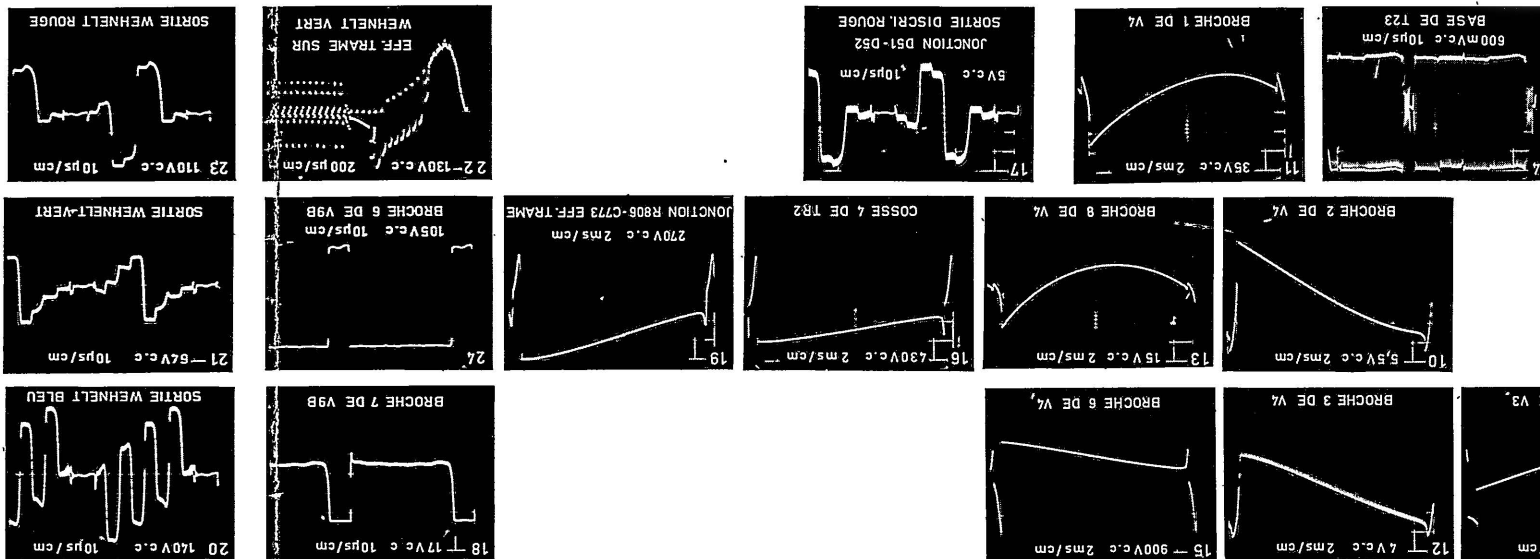 cm
V3
12 4V c.c 2ms/cm
BROCHE 3 DE V4
15 900V c.c 2ms/cm
BROCHE 6 DE V4
18 17V c.c 10µs/cm
BROCHE 7 DE V9B
20 140V c.c 10µs/cm
SORTIE WEHNELT BLEU
10 5,5V c.c 2ms/cm
BROCHE 2 DE V4
13 15V c.c 2ms/cm
BROCHE 8 DE V4
16 430V c.c 2ms/cm
COSSE 4 DE TR2
19
270V c.c 2ms/cm
JONCTION R806-C773 EFF.TRAME
24
105V c.c 10µs/cm
BROCHE 6 DE V9B
21 64V c.c 10µs/cm
SORTIE WEHNELT-VERT
600mVc.c 10µs/cm
BASE DE T23
11 35V c.c 2ms/cm
BROCHE 1 DE V4
17
5V c.c 10µs/cm
JONCTION D51-D52
SORTIE DISCRI.ROUGE
22 130V c.c 200µs/cm
EFF.TRAME SUR
WEHNELT VERT
23 110V c.c 10µs/cm
SORTIE WEHNELT ROUGE